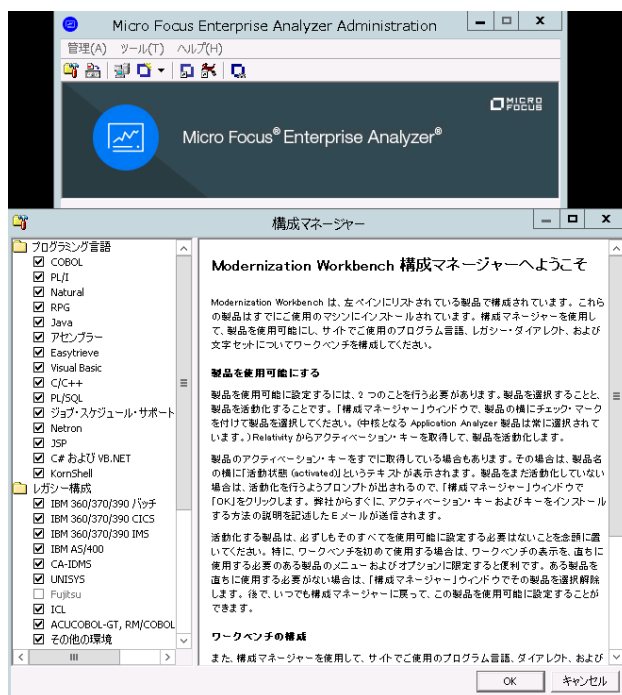 Micro Focus Enterprise Analyzer Administration
管理(A) ツール(T) ヘルプ(H)
MICRO
FOCUS
Micro Focus® Enterprise Analyzer®
構成マネージャー
プログラミング言語
COBOL
PL/I
Natural
RPG
Java
アセンブラー
Easytrieve
Visual Basic
C/C++
PL/SQL
ジョブ・スケジュール・サポート
Netron
JSP
C# および VB.NET
KornShell
レガシー構成
IBM 360/370/390 バッチ
IBM 360/370/390 CICS
IBM 360/370/390 IMS
IBM AS/400
CA-IDMS
UNISYS
Fujitsu
ICL
ACUCOBOL-GT, RM/COBOL
その他の環境
Modernization Workbench 構成マネージャーへようこそ
Modernization Workbench は、左ペインにリストされている製品で構成されています。これら
の製品はすでにご使用のマシンにインストールされています。構成マネージャーを使用し
て、製品を使用可能にし、サイトでご使用のプログラム言語、レガシー・ダイアレクト、および
文字セットについてワークベンチを構成してください。
製品を使用可能にする
製品を使用可能に設定するには、2 つのことを行う必要があります。製品を選択することと、
製品を活動化することです。「構成マネージャー」ウィンドウで、製品の横にチェック・マーク
を付けて製品を選択してください。(中核となる Application Analyzer 製品は常に選択されて
います。) Relativity からアクティベーション・キーを取得して、製品を活動化します。
製品のアクティベーション・キーをすでに取得している場合もあります。その場合は、製品名
の横に「活動状態 (activated)」というテキストが表示されます。製品をまだ活動化していない
場合は、活動化を行うようプロンプトが出されるので、「構成マネージャー」ウィンドウで
「OK」をクリックします。弊社からすぐに、アクティベーション・キーおよびキーをインストール
する方法の説明を記述した E メールが送信されます。
活動化する製品は、必ずしもそのすべてを使用可能に設定する必要はないことを念頭に置
いてください。特に、ワークベンチを初めて使用する場合は、ワークベンチの表示を、直ちに
使用する必要のある製品のメニューおよびオプションに限定すると便利です。ある製品を
直ちに使用する必要がない場合は、「構成マネージャー」ウィンドウでその製品を選択解除
します。後で、いつでも構成マネージャーに戻って、この製品を使用可能に設定することが
できます。
ワークベンチの構成
また、構成マネージャーを使用して、サイトでご使用のプログラム言語、ダイアレクト、および
OK キャンセル